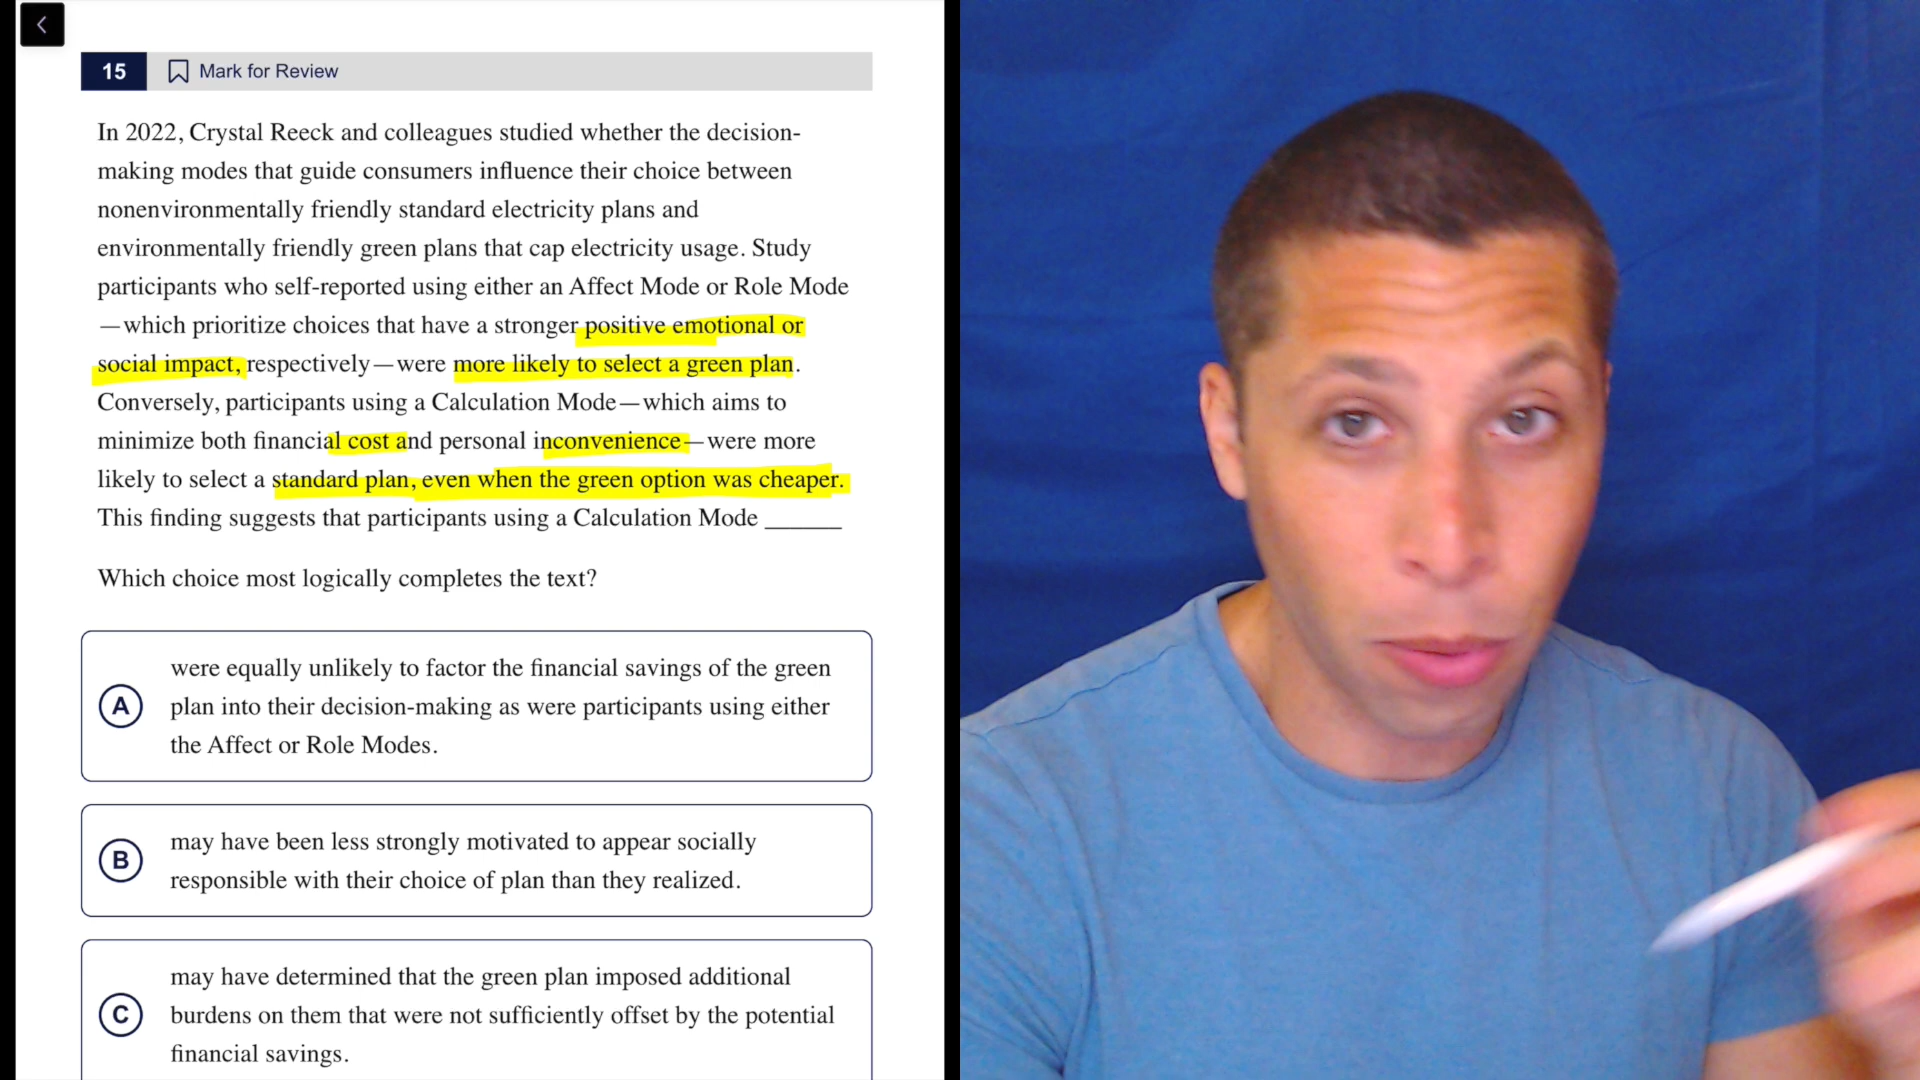 15 Mark for Review
In 2022, Crystal Reeck and colleagues studied whether the decision-
making modes that guide consumers influence their choice between
nonenvironmentally friendly standard electricity plans and
environmentally friendly green plans that cap electricity usage. Study
participants who self-reported using either an Affect Mode or Role Mode
—which prioritize choices that have a stronger positive emotional or
social impact, respectively—were more likely to select a green plan.
Conversely, participants using a Calculation Mode—which aims to
minimize both financial cost and personal inconvenience—were more
likely to select a standard plan, even when the green option was cheaper.
This finding suggests that participants using a Calculation Mode ______
Which choice most logically completes the text?
A
were equally unlikely to factor the financial savings of the green
plan into their decision-making as were participants using either
the Affect or Role Modes.
B
may have been less strongly motivated to appear socially
responsible with their choice of plan than they realized.
C
may have determined that the green plan imposed additional
burdens on them that were not sufficiently offset by the potential
financial savings.